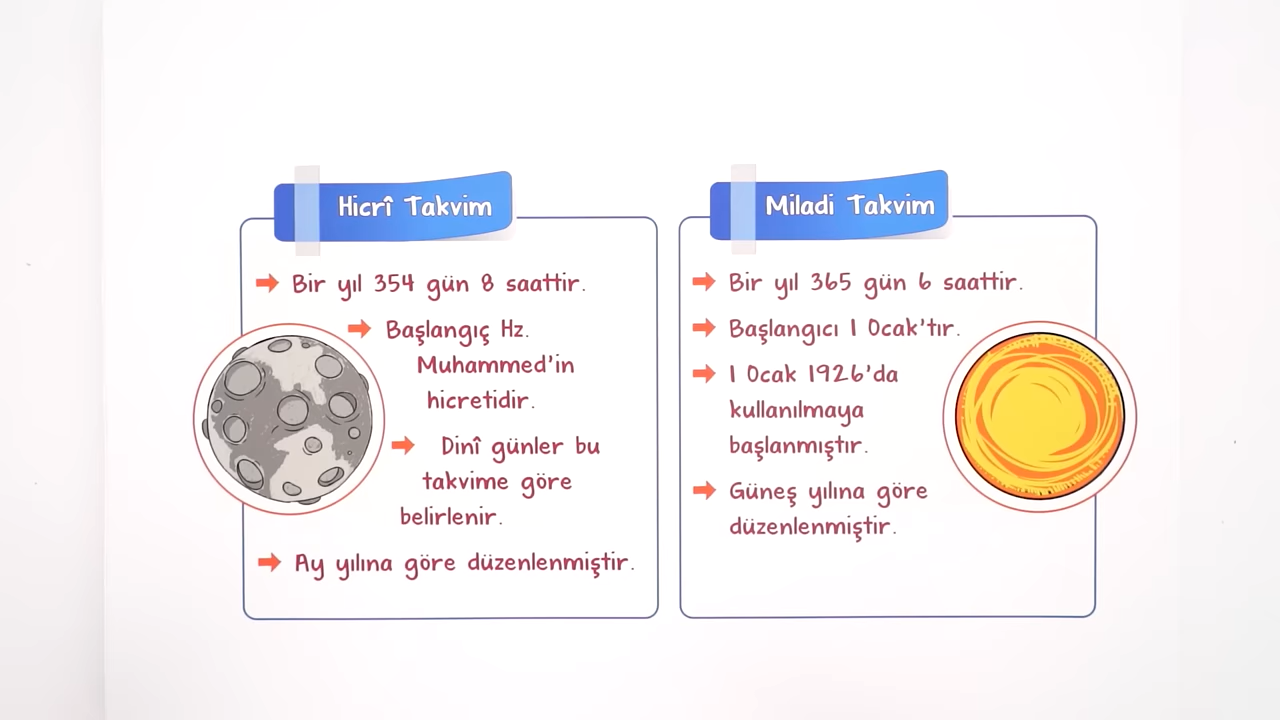 Hicrî Takvim
Bir yıl 354 gün 8 saattir.
Başlangıç Hz.
Muhammed'in
hicretidir.
Dinî günler bu
takvime göre
belirlenir.
Ay yılına göre düzenlenmiştir.
Miladi Takvim
Bir yıl 365 gün 6 saattir.
Başlangıcı 1 Ocak'tır.
1 Ocak 1926'da
kullanılmaya
başlanmıştır.
Güneş yılına göre
düzenlenmiştir.